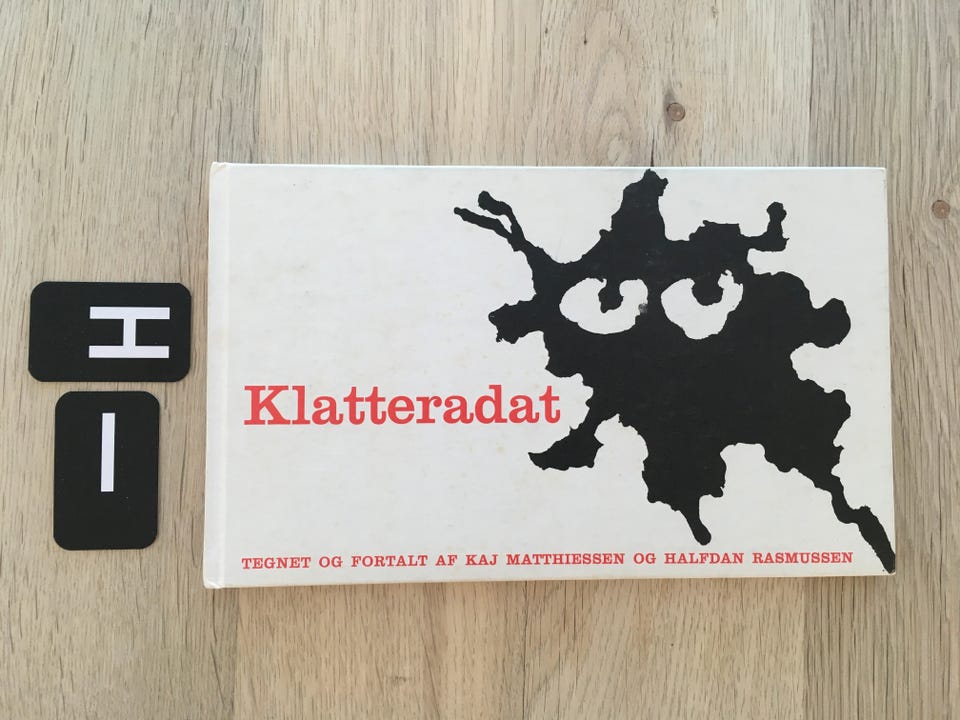 H
I
Klatteradat
TEGNET OG FORTALT AF KAJ MATTHIESSEN OG HALFDAN RASMUSSEN